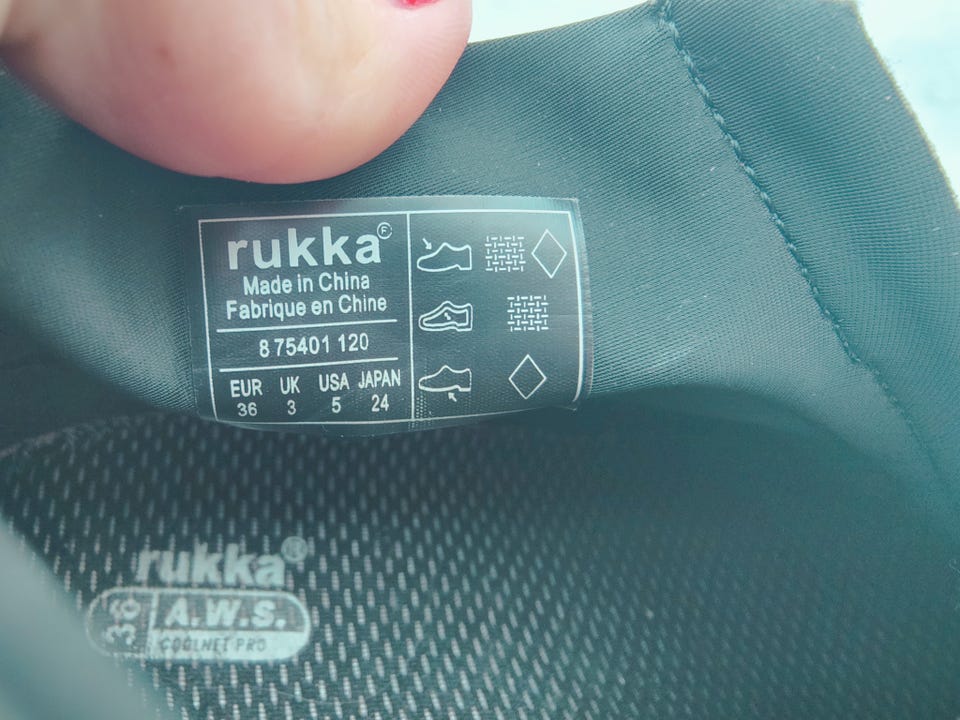 rukka®
Made in China
Fabrique en Chine
8 75401 120
EUR UK USA JAPAN
36 3 5 24
rukka®
36 A.W.S.
COOLNET PRO